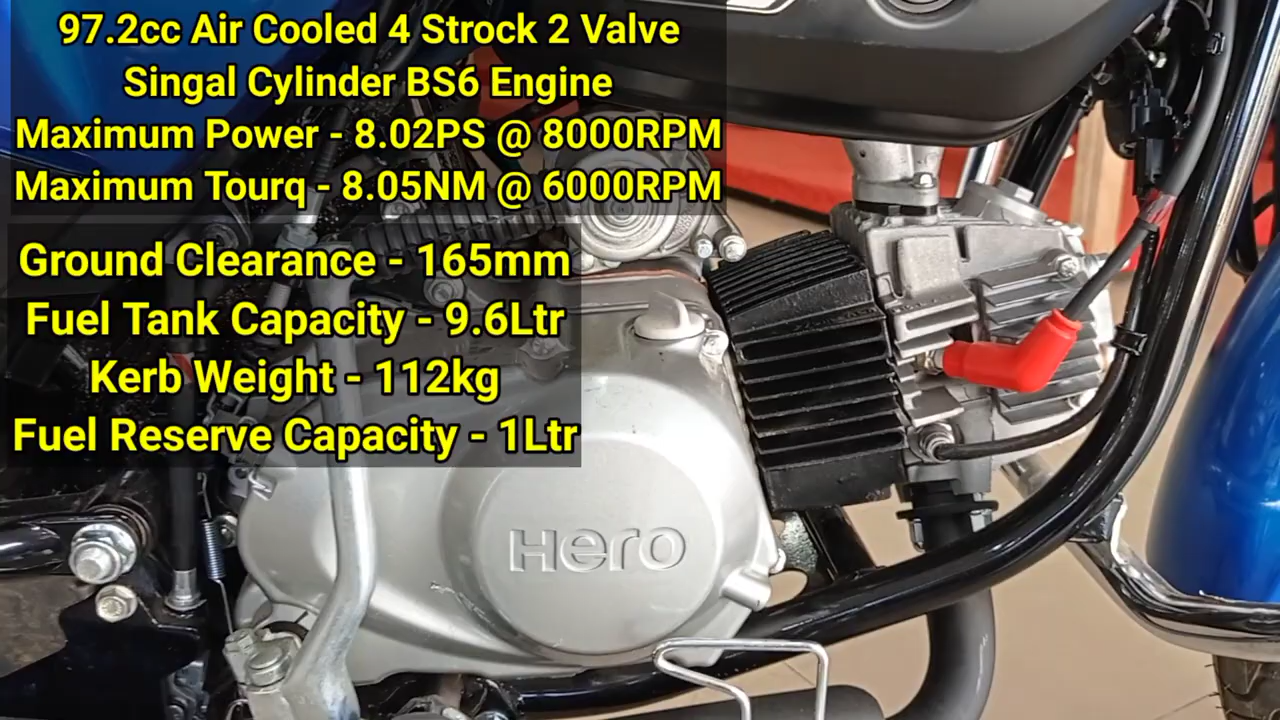 97.2cc Air Cooled 4 Strock 2 Valve
Singal Cylinder BS6 Engine
Maximum Power - 8.02PS @ 8000RPM
Maximum Tourq - 8.05NM @ 6000RPM
Ground Clearance - 165mm
Fuel Tank Capacity - 9.6Ltr
Kerb Weight - 112kg
Fuel Reserve Capacity - 1Ltr
Hero